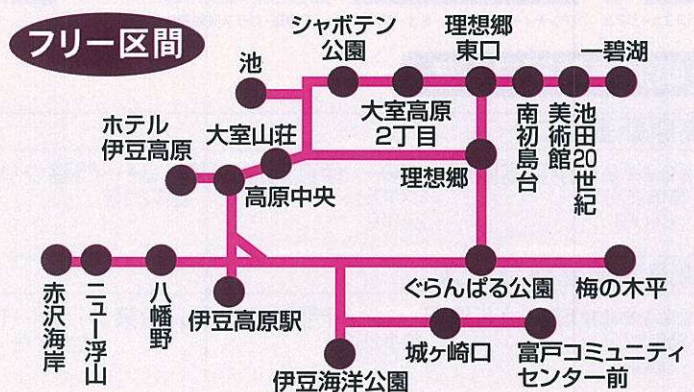 フリー区間
シャボテン
公園
理想郷
東口
一碧湖
池
大室高原
2丁目
南初島台
池田20世紀
美術館
ホテル
伊豆高原
大室山荘
高原中央
理想郷
赤沢海岸
ニュー浮山
八幡野
伊豆高原駅
ぐらんぱる公園
梅の木平
伊豆海洋公園
城ヶ崎口
富戸コミュニティ
センター前